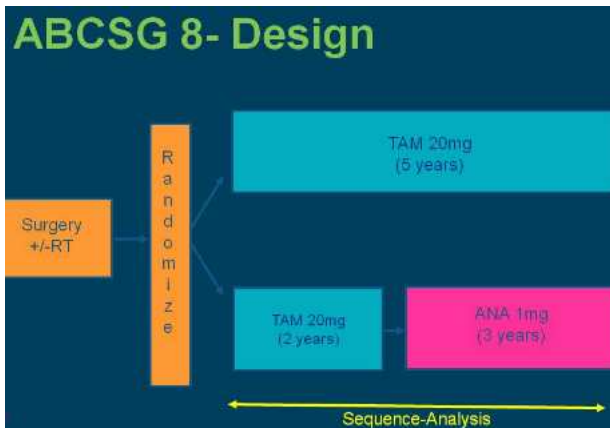 ABCSG 8- Design
TAM 20mg
(5 years)
Randomize
Surgery
+/-RT
TAM 20mg
(2 years)
ANA 1mg
(3 years)
Sequence-Analysis